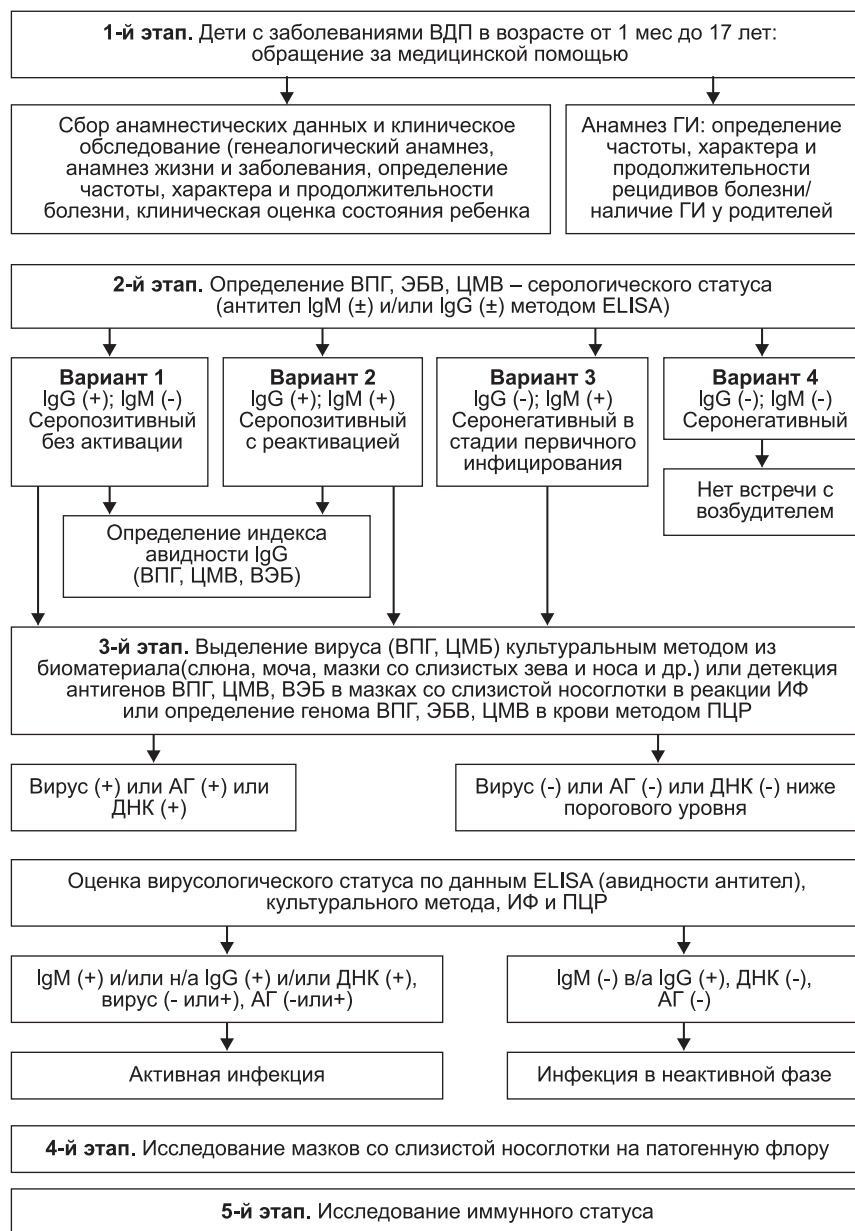 1-й этап. Дети с заболеваниями ВДП в возрасте от 1 мес до 17 лет:
обращение за медицинской помощью
Сбор анамнестических данных и клиническое
обследование (генеалогический анамнез,
анамнез жизни и заболевания, определение
частоты, характера и продолжительности
болезни, клиническая оценка состояния ребенка
Анамнез ГИ: определение
частоты, характера и
продолжительности
рецидивов болезни/
наличие ГИ у родителей
2-й этап. Определение ВПГ, ЭБВ, ЦМВ – серологического статуса
(антител IgM (±) и/или IgG (±) методом ELISA)
Вариант 1
IgG (+); IgM (-)
Серопозитивный
без активации
Вариант 2
IgG (+); IgM (+)
Серопозитивный
с реактивацией
Вариант 3
IgG (-); IgM (+)
Серонегативный в
стадии первичного
инфицирования
Вариант 4
IgG (-); IgM (-)
Серонегативный
Нет встречи с
возбудителем
Определение индекса
авидности IgG
(ВПГ, ЦМВ, ВЭБ)
3-й этап. Выделение вируса (ВПГ, ЦМБ) культуральным методом из
биоматериала(слюна, моча, мазки со слизистых зева и носа и др.) или детекция
антигенов ВПГ, ЦМВ, ВЭБ в мазках со слизистой носоглотки в реакции ИФ
или определение генома ВПГ, ЭБВ, ЦМВ в крови методом ПЦР
Вирус (+) или АГ (+) или
ДНК (+)
Вирус (-) или АГ (-) или ДНК (-) ниже
порогового уровня
Оценка вирусологического статуса по данным ELISA (авидности антител),
культурального метода, ИФ и ПЦР
IgM (+) и/или н/а IgG (+) и/или ДНК (+),
вирус (- или+), АГ (-или+)
IgM (-) в/а IgG (+), ДНК (-),
АГ (-)
Активная инфекция
Инфекция в неактивной фазе
4-й этап. Исследование мазков со слизистой носоглотки на патогенную флору
5-й этап. Исследование иммунного статуса